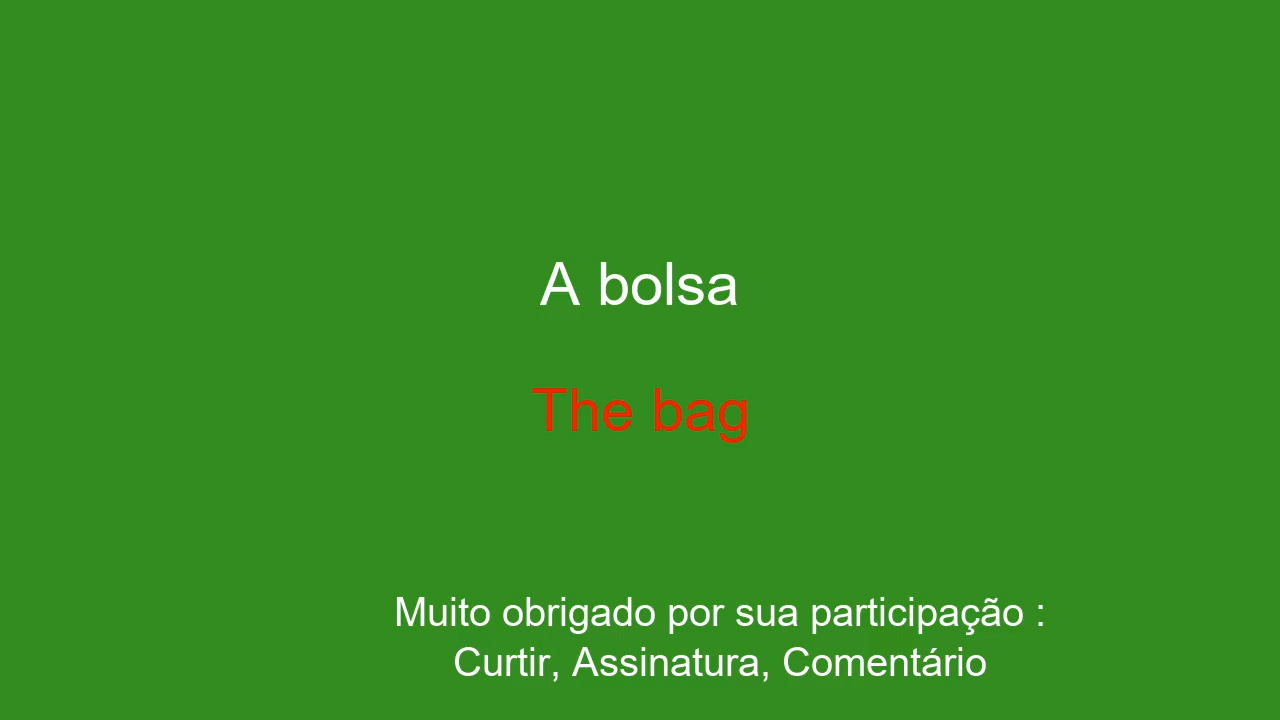 A bolsa
The bag
Muito obrigado por sua participação :
Curtir, Assinatura, Comentário